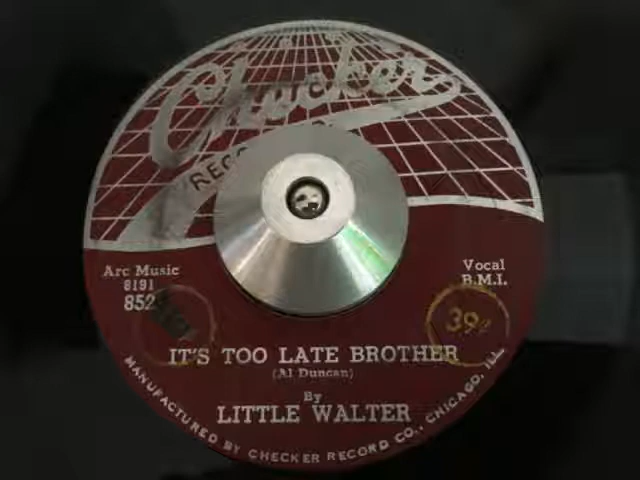 Checker
Arc Music
8191
852
Vocal
B.M.I.
39¢
IT'S TOO LATE BROTHER
(Al Duncan)
By
LITTLE WALTER
MANUFACTURED BY CHECKER RECORD CO., CHICAGO, ILL.